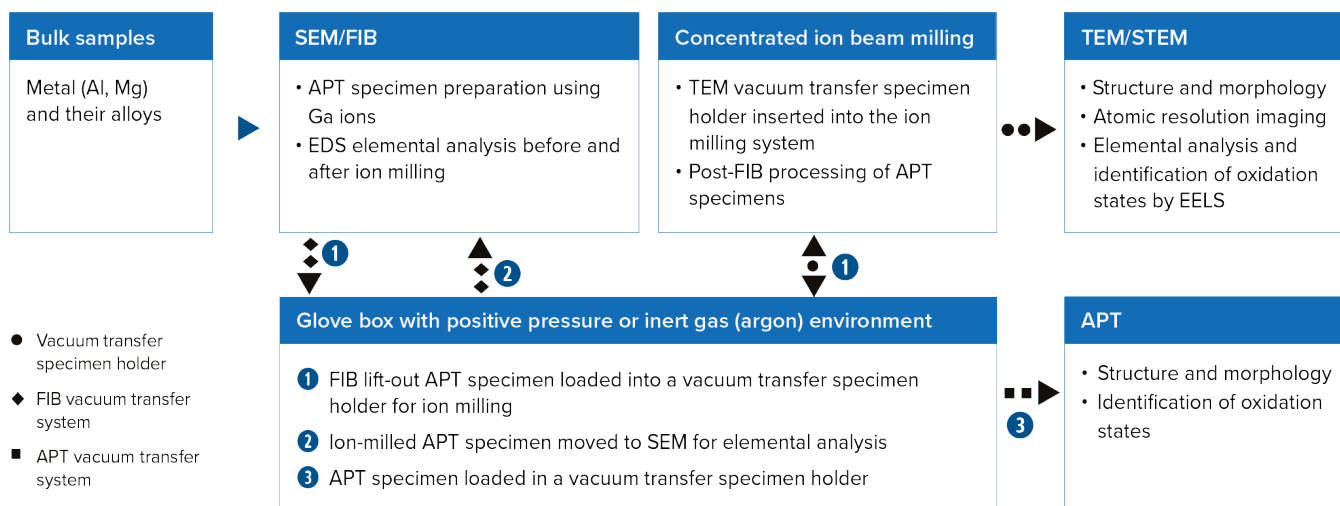 Bulk samples
Metal (Al, Mg)
and their alloys
SEM/FIB
• APT specimen preparation using
Ga ions
• EDS elemental analysis before and
after ion milling
Concentrated ion beam milling
• TEM vacuum transfer specimen
holder inserted into the ion
milling system
• Post-FIB processing of APT
specimens
TEM/STEM
• Structure and morphology
• Atomic resolution imaging
• Elemental analysis and
identification of oxidation
states by EELS
1
2
1
Vacuum transfer
specimen holder
FIB vacuum transfer
system
APT vacuum transfer
system
Glove box with positive pressure or inert gas (argon) environment
1 FIB lift-out APT specimen loaded into a vacuum transfer specimen
holder for ion milling
2 Ion-milled APT specimen moved to SEM for elemental analysis
3 APT specimen loaded in a vacuum transfer specimen holder
3
APT
• Structure and morphology
• Identification of oxidation
states